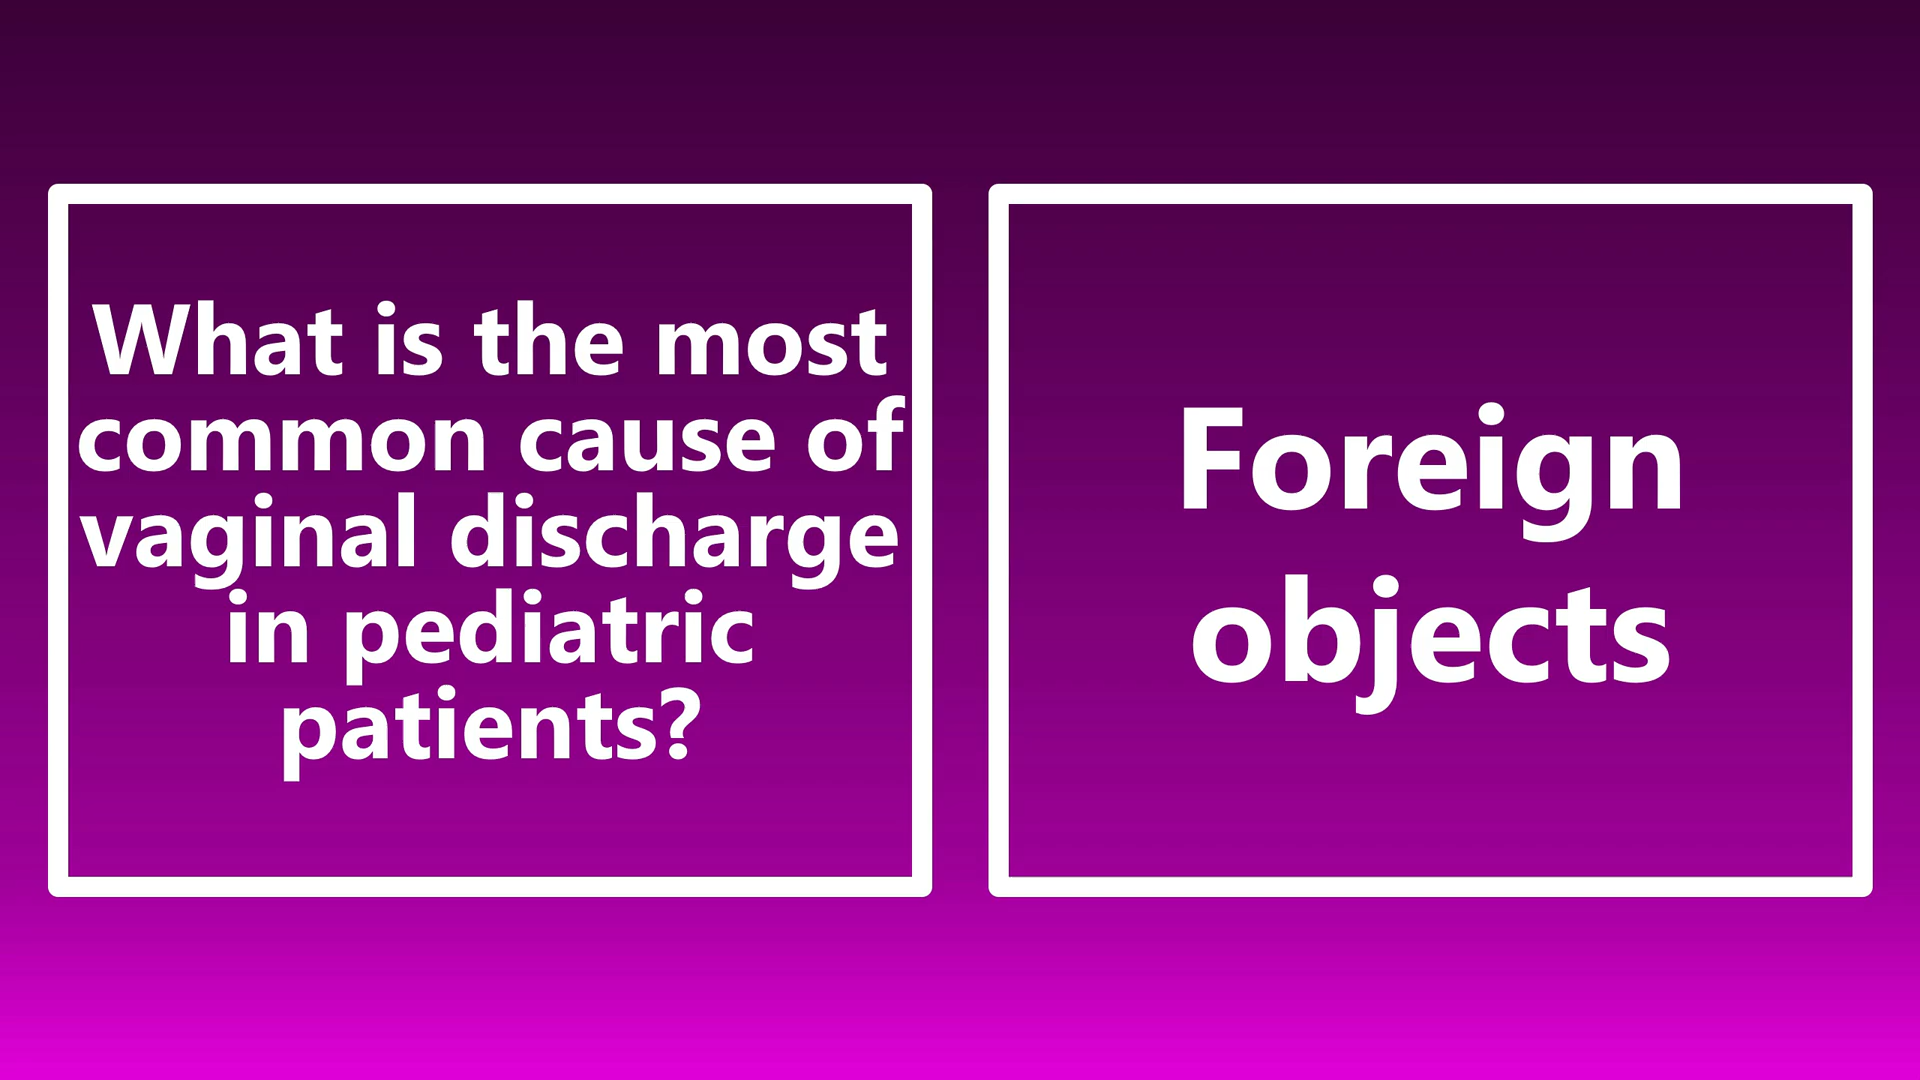 What is the most
common cause of
vaginal discharge
in pediatric
patients?
Foreign
objects